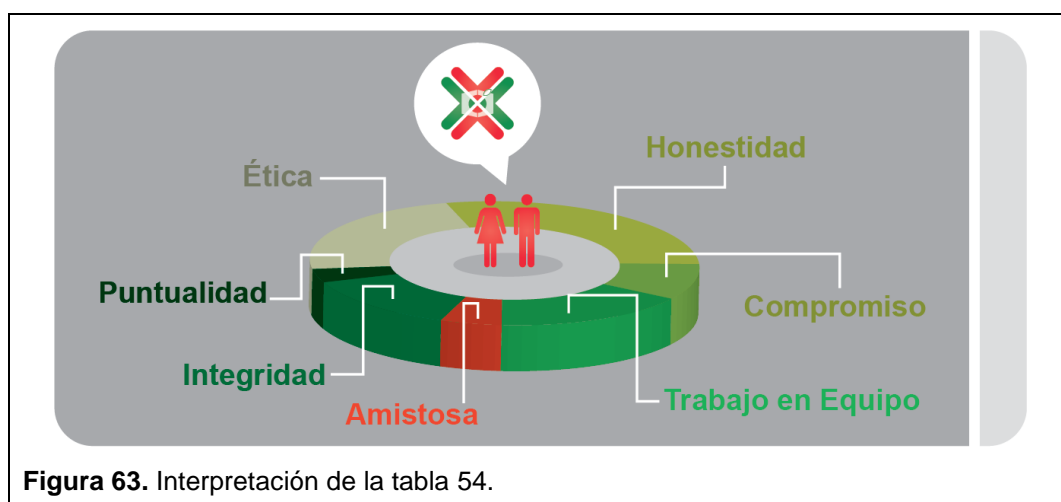 Honestidad
Ética
Puntualidad
Compromiso
Integridad
Amistosa
Trabajo en Equipo
Figura 63. Interpretación de la tabla 54.